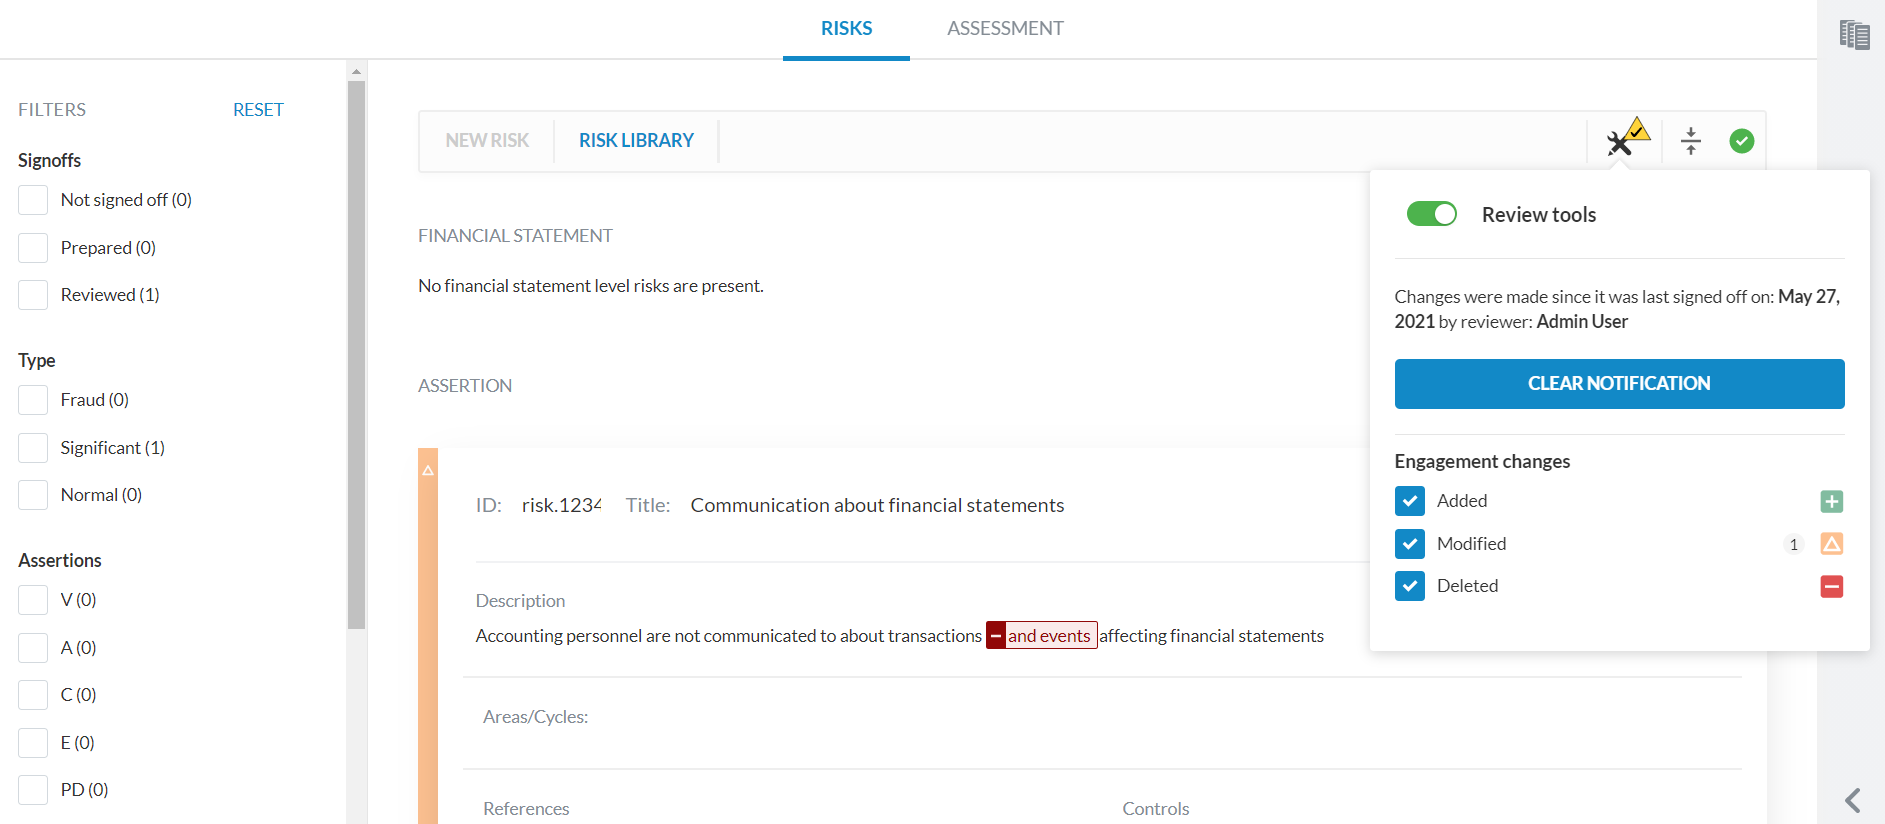 RISKS
ASSESSMENT
FILTERS
RESET
Signoffs
Not signed off (0)
Prepared (0)
Reviewed (1)
Type
Fraud (0)
Significant (1)
Normal (0)
Assertions
V (0)
A (0)
C (0)
E (0)
PD (0)
NEW RISK
RISK LIBRARY
FINANCIAL STATEMENT
No financial statement level risks are present.
ASSERTION
ID: risk.1234 Title: Communication about financial statements
Description
Accounting personnel are not communicated to about transactions and events affecting financial statements
Areas/Cycles:
References
Controls
Review tools
Changes were made since it was last signed off on: May 27,
2021 by reviewer: Admin User
CLEAR NOTIFICATION
Engagement changes
Added
Modified 1
Deleted